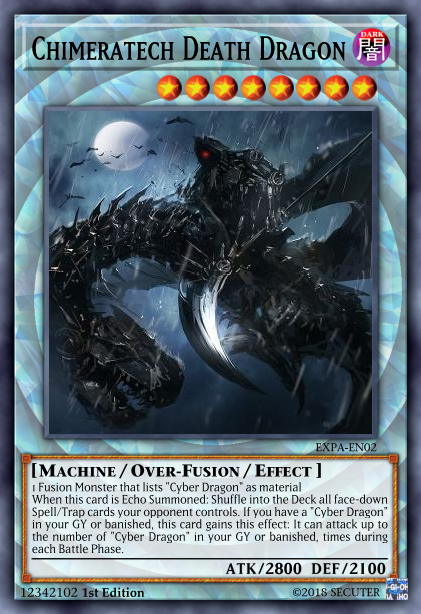 CHIMERATECH DEATH DRAGON
DARK
闇
EXPA-EN02
[MACHINE / OVER-FUSION / EFFECT ]
1 Fusion Monster that lists "Cyber Dragon" as material
When this card is Echo Summoned: Shuffle into the Deck all face-down
Spell/Trap cards your opponent controls. If you have a "Cyber Dragon"
in your GY or banished, this card gains this effect: It can attack up to
the number of "Cyber Dragon" in your GY or banished, times during
each Battle Phase.
ATK/2800 DEF/2100
12342102 1st Edition
©2018 SECUTER